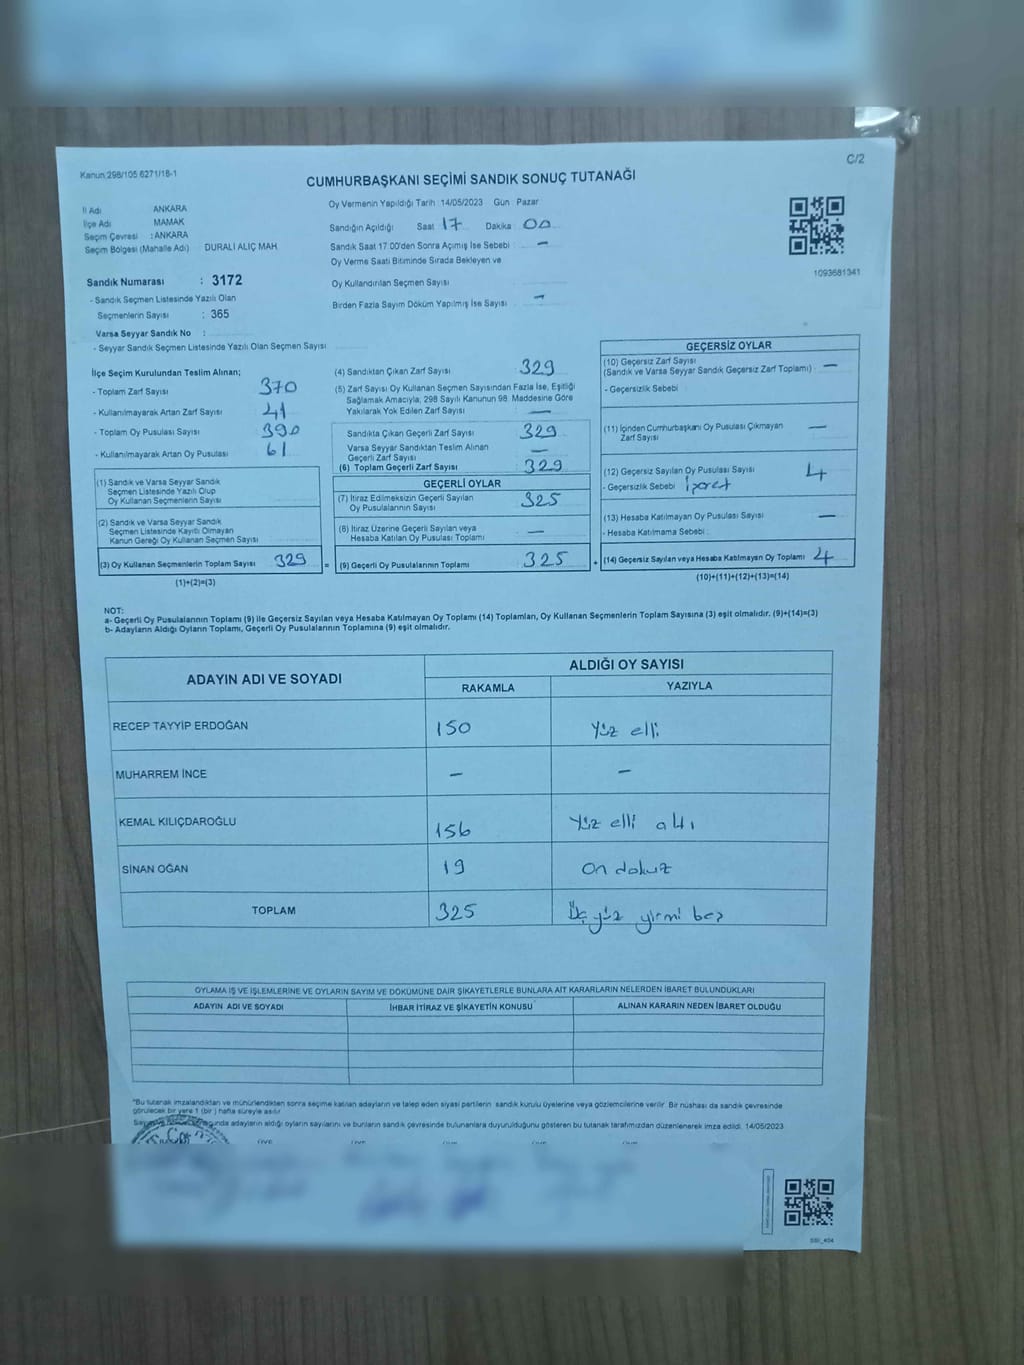 C/2
Kanun:298/105 6271/18-1
CUMHURBAŞKANI SEÇİMİ SANDIK SONUÇ TUTANAĞI
İl Adı ANKARA
İlçe Adı MAMAK
Seçim Çevresi : ANKARA
Seçim Bölgesi (Mahalle Adı) DURALİ ALIÇ MAH.
Oy Vermenin Yapıldığı Tarih 14/05/2023 Gün : Pazar
Sandığın Açıldığı Saat 17 Dakika 00
Sandık Saat 17:00'den Sonra Açımış İse Sebebi : —
Oy Verme Saati Bitiminde Sırada Bekleyen ve
Oy Kullandırılan Seçmen Sayısı
Birden Fazla Sayım Döküm Yapılmış İse Sayısı : —
1093681341
Sandık Numarası : 3172
- Sandık Seçmen Listesinde Yazılı Olan
Seçmenlerin Sayısı : 365
Varsa Seyyar Sandık No :
- Seyyar Sandık Seçmen Listesinde Yazılı Olan Seçmen Sayısı
İlçe Seçim Kurulundan Teslim Alınan;
- Toplam Zarf Sayısı 370
- Kullanılmayarak Artan Zarf Sayısı 41
- Toplam Oy Pusulası Sayısı 390
- Kullanılmayarak Artan Oy Pusulası 61
(1) Sandık ve Varsa Seyyar Sandık
Seçmen Listesinde Yazılı Olup
Oy Kullanan Seçmenlerin Sayısı
(2) Sandık ve Varsa Seyyar Sandık
Seçmen Listesinde Kayıtlı Olmayan
Kanun Gereği Oy Kullanan Seçmen Sayısı
(3) Oy Kullanan Seçmenlerin Toplam Sayısı 329 =
(1)+(2)=(3)
(4) Sandıktan Çıkan Zarf Sayısı 329
(5) Zarf Sayısı Oy Kullanan Seçmen Sayısından Fazla İse, Eşitliği
Sağlamak Amacıyla, 298 Sayılı Kanunun 98. Maddesine Göre
Yakılarak Yok Edilen Zarf Sayısı —
Sandıkta Çıkan Geçerli Zarf Sayısı 329
Varsa Seyyar Sandıktan Teslim Alınan
Geçerli Zarf Sayısı —
(6) Toplam Geçerli Zarf Sayısı 329
GEÇERLİ OYLAR
(7) İtiraz Edilmeksizin Geçerli Sayılan
Oy Pusulasının Sayısı 325
(8) İtiraz Üzerine Geçerli Sayılan veya
Hesaba Katılan Oy Pusulası Toplamı —
(9) Geçerli Oy Pusulalarının Toplamı 325 +
GEÇERSİZ OYLAR
(10) Geçersiz Zarf Sayısı
(Sandık ve Varsa Seyyar Sandık Geçersiz Zarf Toplamı) —
- Geçersizlik Sebebi :
(11) İçinden Cumhurbaşkanı Oy Pusulası Çıkmayan
Zarf Sayısı —
(12) Geçersiz Sayılan Oy Pusulası Sayısı 4
- Geçersizlik Sebebi İşaret
(13) Hesaba Katılmayan Oy Pusulası Sayısı —
- Hesaba Katılmama Sebebi :
(14) Geçersiz Sayılan veya Hesaba Katılmayan Oy Toplamı 4
(10)+(11)+(12)+(13)=(14)
NOT:
a- Geçerli Oy Pusulalarının Toplamı (9) ile Geçersiz Sayılan veya Hesaba Katılmayan Oy Toplamı (14) Toplamları, Oy Kullanan Seçmenlerin Toplam Sayısına (3) eşit olmalıdır. (9)+(14)=(3)
b- Adayların Aldığı Oyların Toplamı, Geçerli Oy Pusulalarının Toplamına (9) eşit olmalıdır.
ADAYIN ADI VE SOYADI ALDIĞI OY SAYISI
RAKAMLA YAZIYLA
RECEP TAYYİP ERDOĞAN 150 Yüz elli
MUHARREM İNCE — —
KEMAL KILIÇDAROĞLU 156 Yüz elli altı
SİNAN OĞAN 19 On dokuz
TOPLAM 325 Üç yüz yirmi beş
OYLAMA İŞ VE İŞLEMLERİNE VE OYLARIN SAYIM VE DÖKÜMÜNE DAİR ŞİKAYETLERLE BUNLARA AİT KARARLARIN NELERDEN İBARET BULUNDUKLARI
ADAYIN ADI VE SOYADI İHBAR İTİRAZ VE ŞİKAYETİN KONUSU ALINAN KARARIN NEDEN İBARET OLDUĞU
"Bu tutanak imzalandıktan ve mühürlendikten sonra seçime katılan adayların ve talep eden siyasi partilerin sandık kurulu üyelerine veya gözlemcilerine verilir. Bir nüshası da sandık çevresinde
görülecek bir yere 1 (bir) hafta süreyle asılır.
adayların aldığı oyların sayılarını ve bunların sandık çevresinde bulunanlara duyurulduğunu gösteren bu tutanak tarafımızdan düzenlenerek imza edildi. 14/05/2023